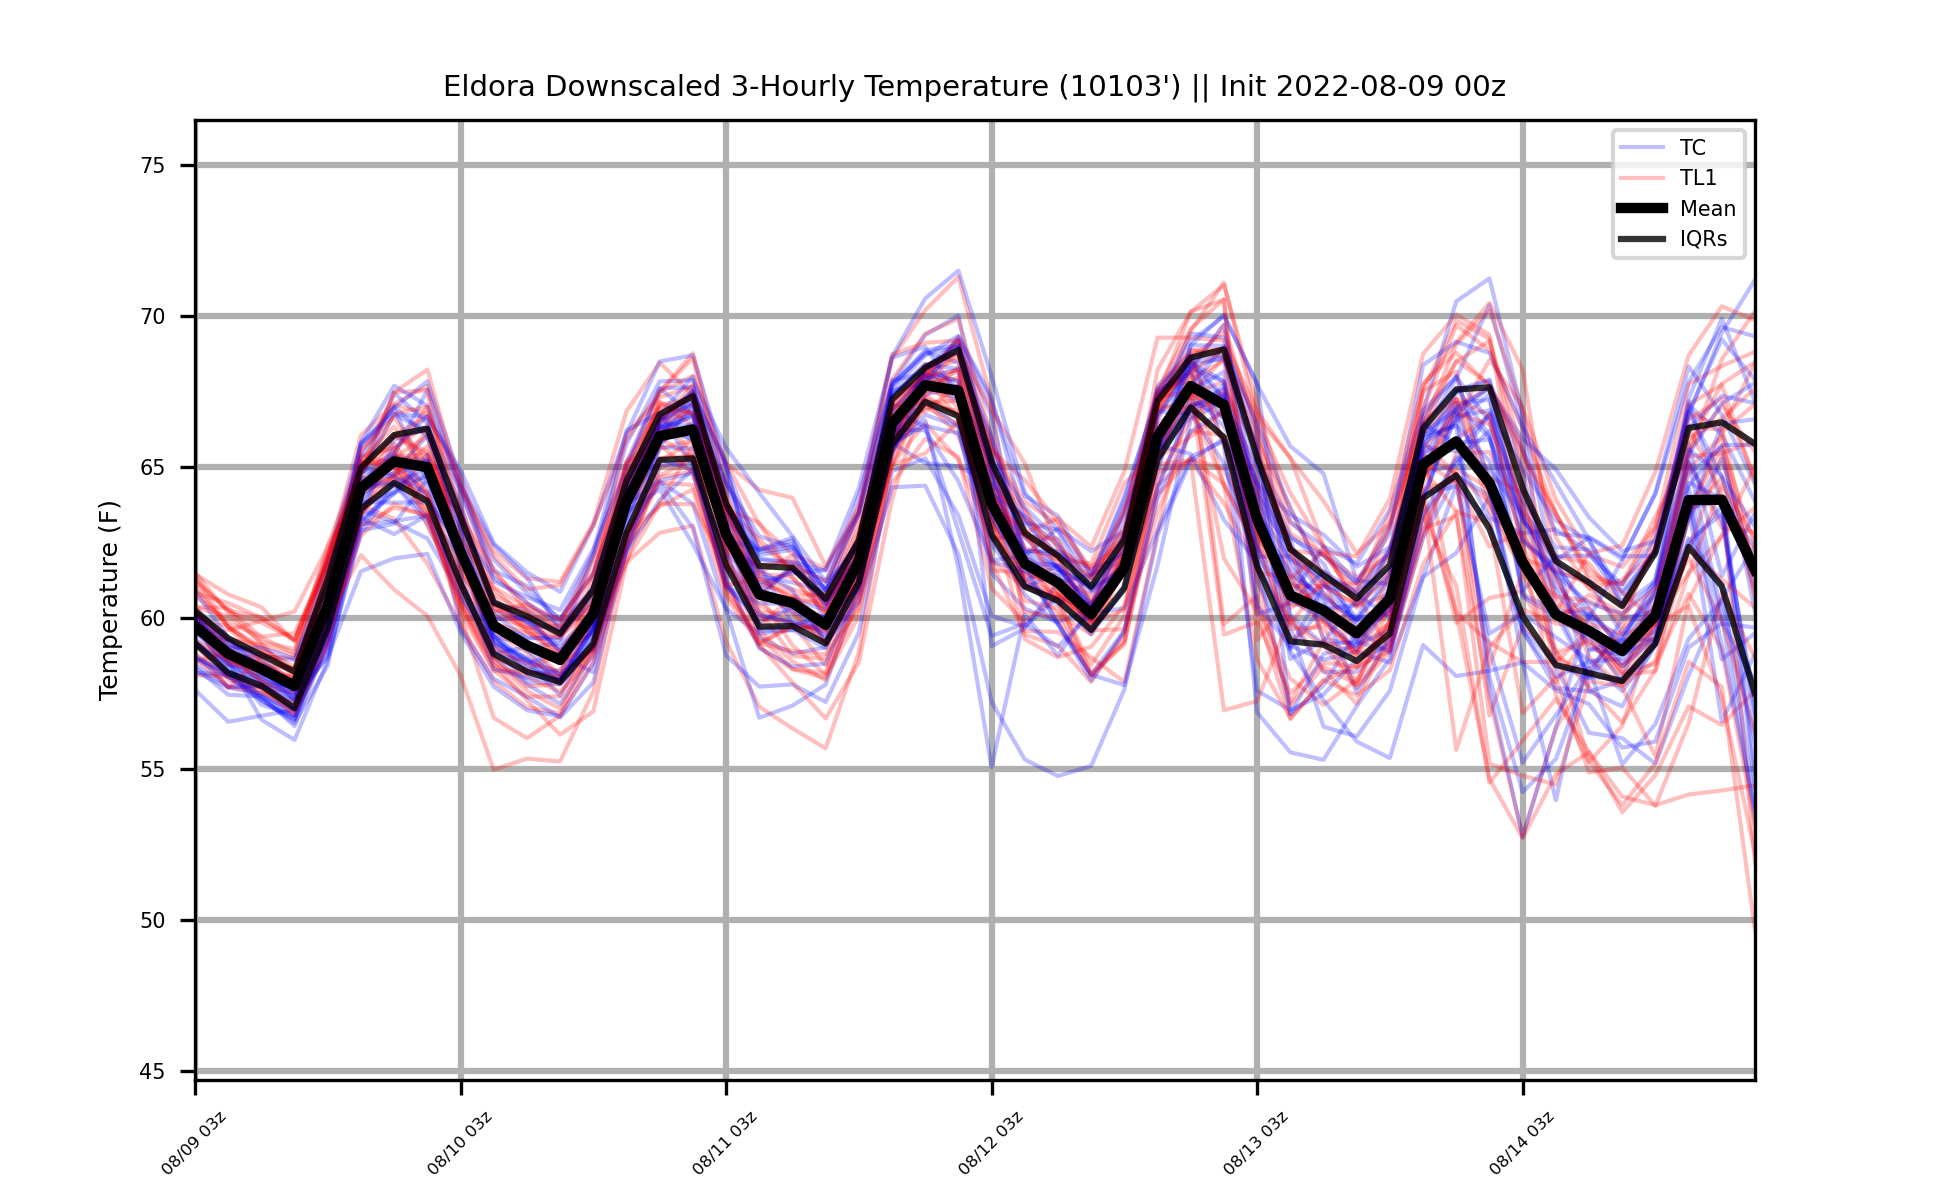 Eldora Downscaled 3-Hourly Temperature (10103') || Init 2022-08-09 00z
TC
TL1
Mean
IQRs
Temperature (F)
75
70
65
60
55
50
45
08/09 03z
08/10 03z
08/11 03z
08/12 03z
08/13 03z
08/14 03z